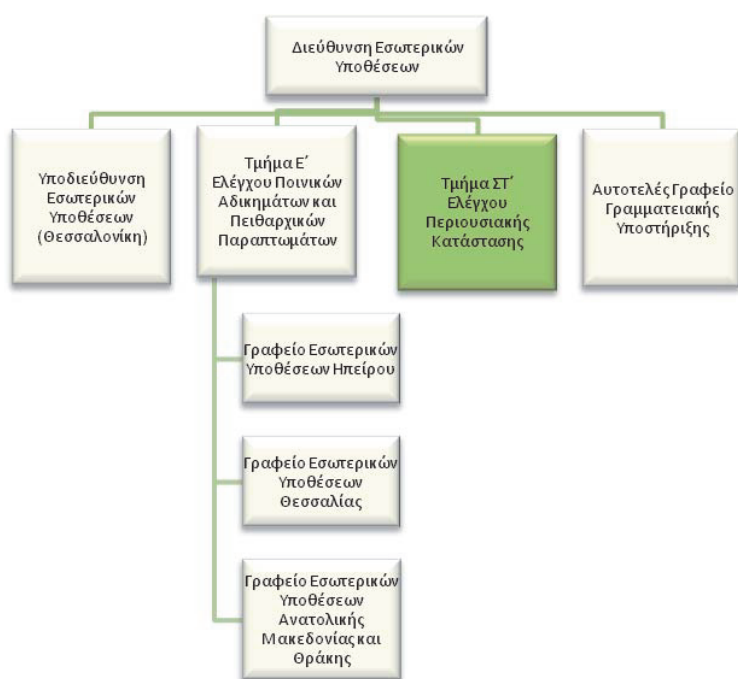 Διεύθυνση Εσωτερικών
Υποθέσεων
Υποδιεύθυνση
Εσωτερικών
Υποθέσεων
(Θεσσαλονίκη)
Τμήμα Ε΄
Ελέγχου Ποινικών
Αδικημάτων και
Πειθαρχικών
Παραπτωμάτων
Τμήμα ΣΤ΄
Ελέγχου
Περιουσιακής
Κατάστασης
Αυτοτελές Γραφείο
Γραμματειακής
Υποστήριξης
Γραφείο Εσωτερικών
Υποθέσεων Ηπείρου
Γραφείο Εσωτερικών
Υποθέσεων
Θεσσαλίας
Γραφείο Εσωτερικών
Υποθέσεων
Ανατολικής
Μακεδονίας και
Θράκης